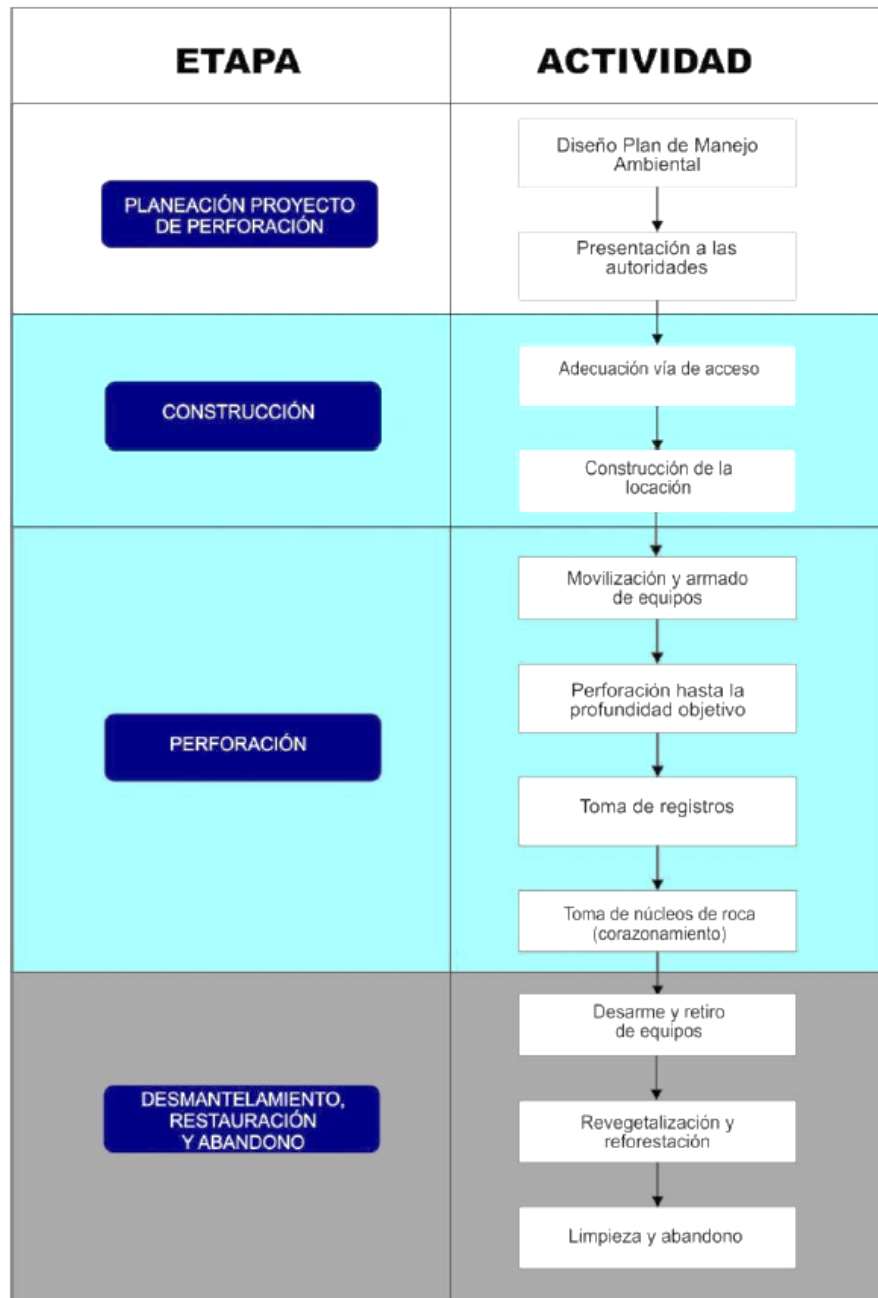 ETAPA
ACTIVIDAD
PLANEACIÓN PROYECTO
DE PERFORACIÓN
Diseño Plan de Manejo
Ambiental
Presentación a las
autoridades
CONSTRUCCIÓN
Adecuación vía de acceso
Construcción de la
locación
PERFORACIÓN
Movilización y armado
de equipos
Perforación hasta la
profundidad objetivo
Toma de registros
Toma de núcleos de roca
(corazonamiento)
DESMANTELAMIENTO,
RESTAURACIÓN
Y ABANDONO
Desarme y retiro
de equipos
Revegetalización y
reforestación
Limpieza y abandono